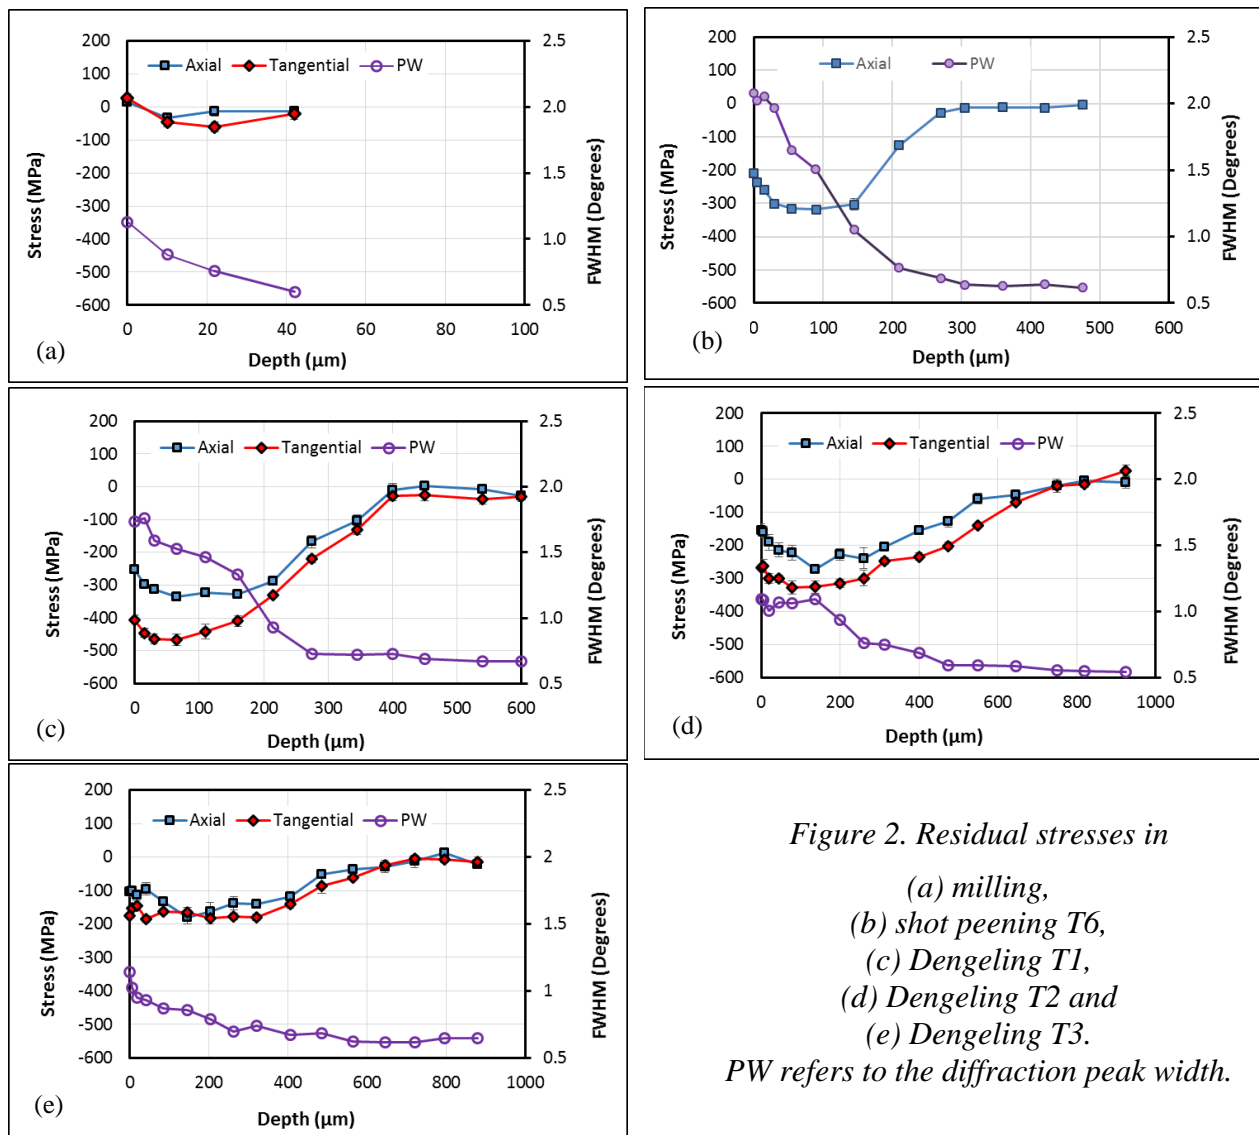 200
100
0
-100
-200
-300
-400
-500
-600
Stress (MPa)
Axial Tangential PW
2.5
2.0
1.5
1.0
0.5
FWHM (Degrees)
0 20 40 60 80 100
Depth (µm)
(a)
200
100
0
-100
-200
-300
-400
-500
-600
Stress (MPa)
Axial PW
2.5
2.0
1.5
1.0
0.5
FWHM (Degrees)
0 100 200 300 400 500 600
Depth (µm)
(b)
200
100
0
-100
-200
-300
-400
-500
-600
Stress (MPa)
Axial Tangential PW
2.5
2.0
1.5
1.0
0.5
FWHM (Degrees)
0 100 200 300 400 500 600
Depth (µm)
(c)
200
100
0
-100
-200
-300
-400
-500
-600
Stress (MPa)
Axial Tangential PW
2.5
2.0
1.5
1.0
0.5
FWHM (Degrees)
0 200 400 600 800 1000
Depth (µm)
(d)
200
100
0
-100
-200
-300
-400
-500
-600
Stress (MPa)
Axial Tangential PW
2.5
2
1.5
1
0.5
FWHM (Degrees)
0 200 400 600 800 1000
Depth (µm)
(e)
Figure 2. Residual stresses in
(a) milling,
(b) shot peening T6,
(c) Dengeling T1,
(d) Dengeling T2 and
(e) Dengeling T3.
PW refers to the diffraction peak width.